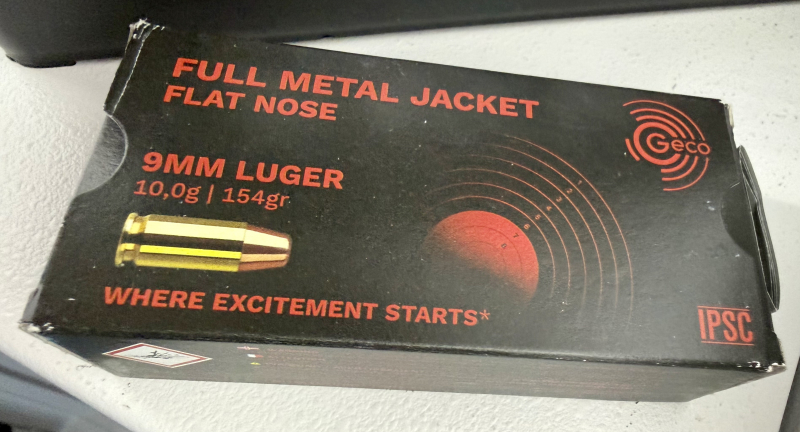 FULL METAL JACKET
FLAT NOSE
Geco
9MM LUGER
10,0g | 154gr
WHERE EXCITEMENT STARTS*
IPSC